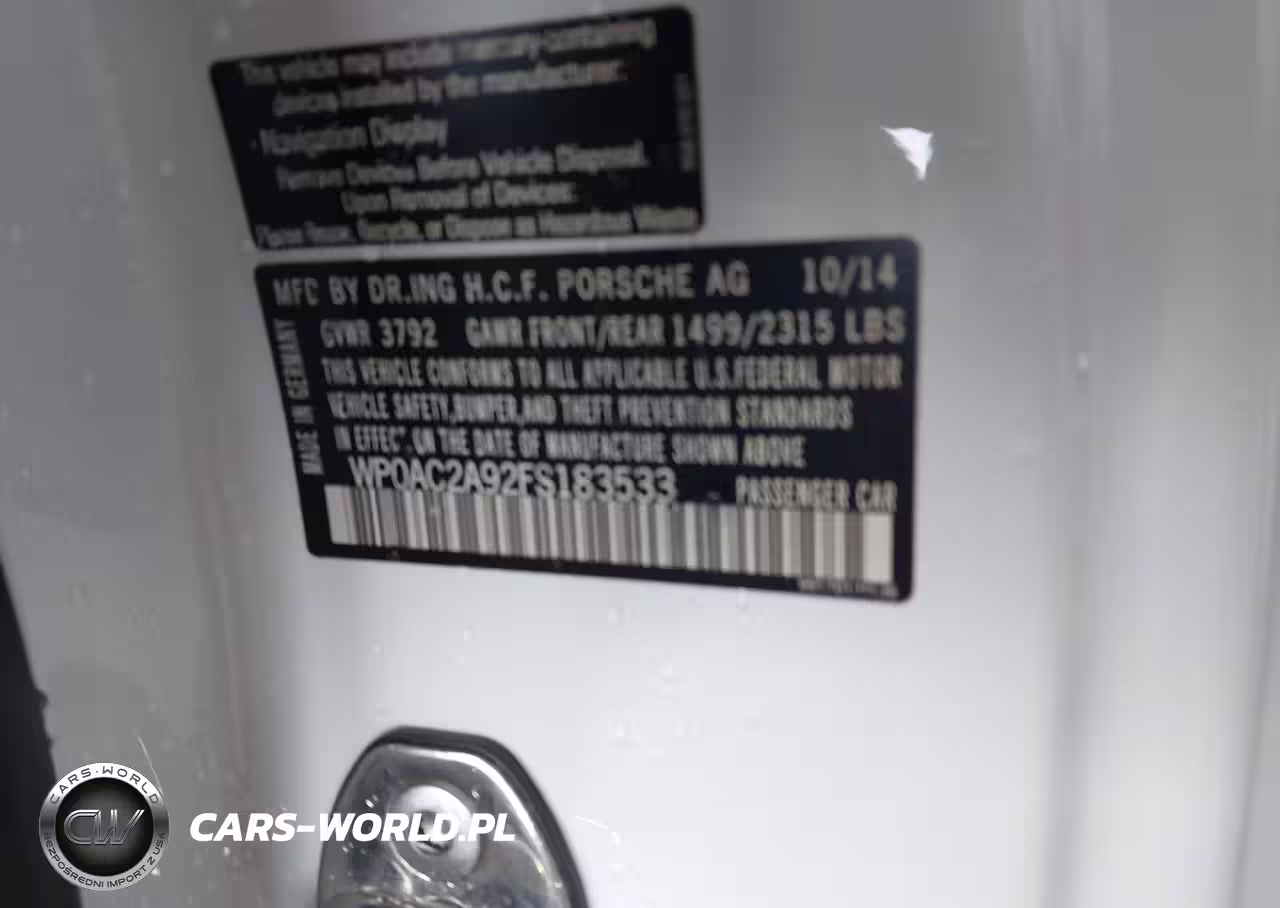 This vehicle may include mercury-containing
devices installed by the manufacturer:
· Navigation Display
Remove Devices Before Vehicle Disposal.
Upon Removal of Devices:
Please Reuse, Recycle, or Dispose as Hazardous Waste
MFD BY DR.ING H.C.F. PORSCHE AG 10/14
GVWR 3792 GAWR FRONT/REAR 1499/2315 LBS
THIS VEHICLE CONFORMS TO ALL APPLICABLE U.S.FEDERAL MOTOR
VEHICLE SAFETY,BUMPER,AND THEFT PREVENTION STANDARDS
IN EFFECT ON THE DATE OF MANUFACTURE SHOWN ABOVE
WP0AC2A92FS183533 PASSENGER CAR
MADE IN GERMANY
CARS-WORLD
CW
BEZPOŚREDNI IMPORT Z USA
CARS-WORLD.PL